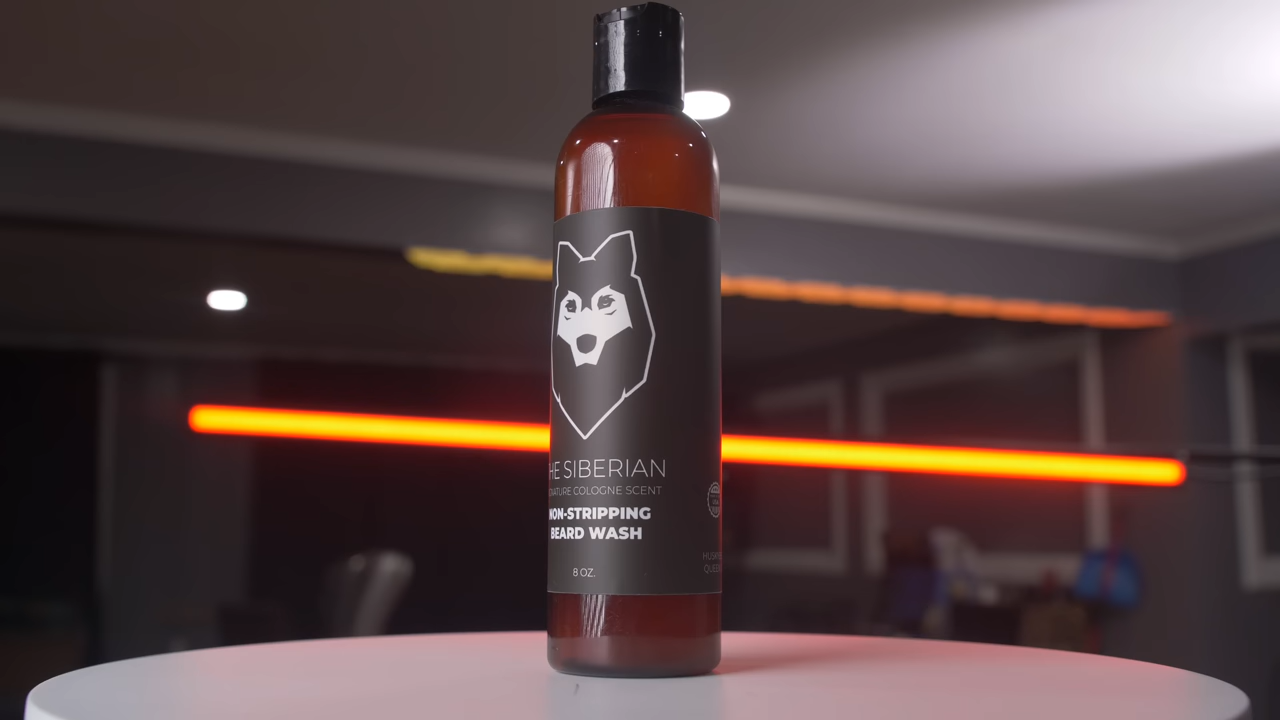 HE SIBERIAN
NATURE COLOGNE SCENT
NON-STRIPPING
BEARD WASH
8 OZ.